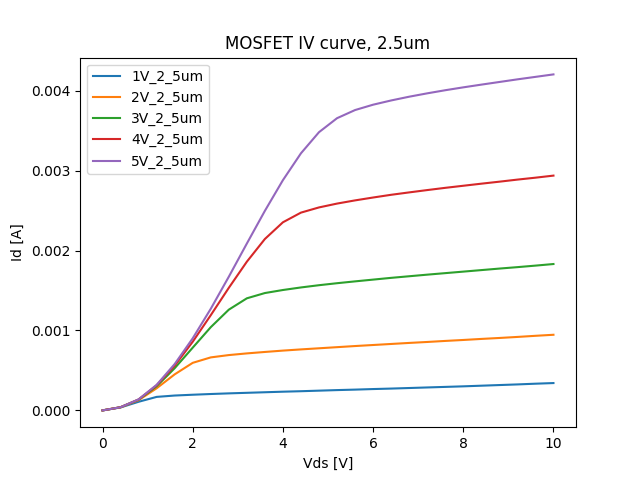 MOSFET IV curve, 2.5um
1V_2_5um
2V_2_5um
3V_2_5um
4V_2_5um
5V_2_5um
0.004
0.003
0.002
0.001
0.000
Id [A]
0 2 4 6 8 10
Vds [V]